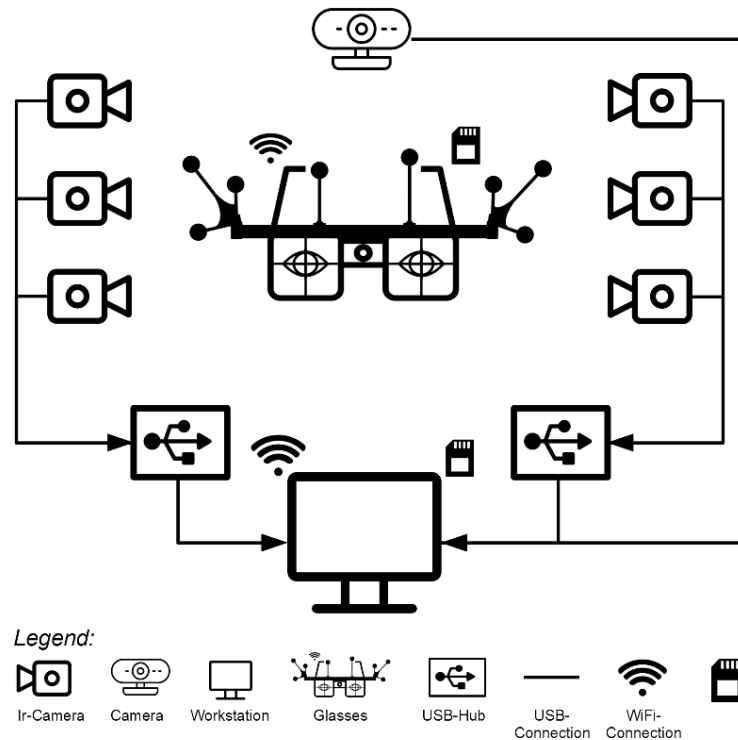 Legend:
Ir-Camera Camera Workstation Glasses USB-Hub USB- WiFi-
Connection Connection